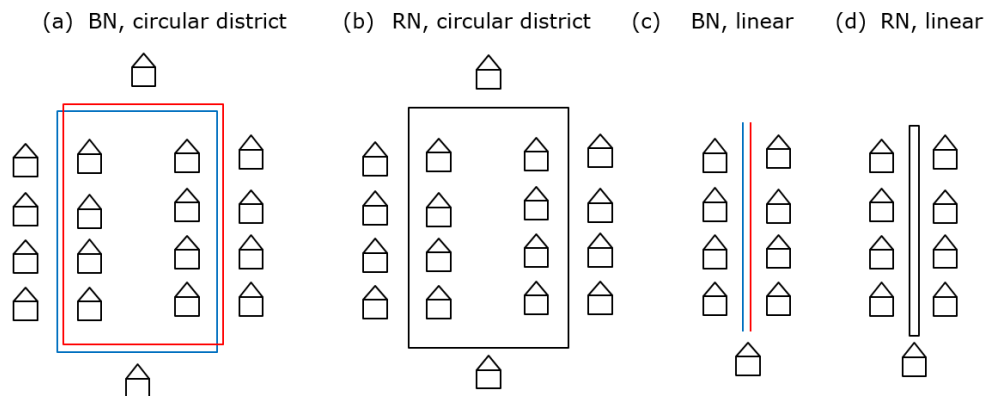 (a) BN, circular district
(b) RN, circular district
(c) BN, linear
(d) RN, linear